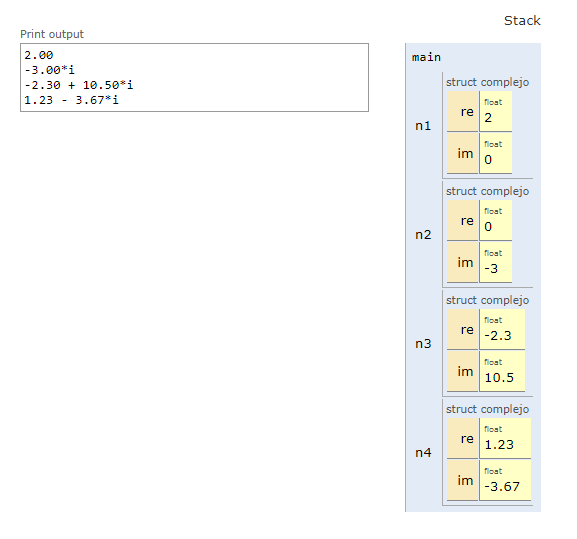 Print output
2.00
-3.00*i
-2.30 + 10.50*i
1.23 - 3.67*i
Stack
main
n1
struct complejo
re
float
2
im
float
0
n2
struct complejo
re
float
0
im
float
-3
n3
struct complejo
re
float
-2.3
im
float
10.5
n4
struct complejo
re
float
1.23
im
float
-3.67